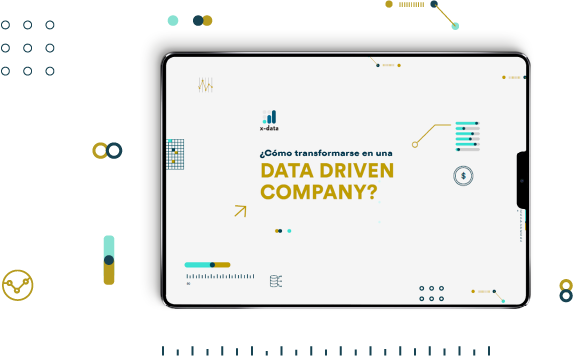 x-data
¿Cómo transformarse en una
DATA DRIVEN
COMPANY?
$